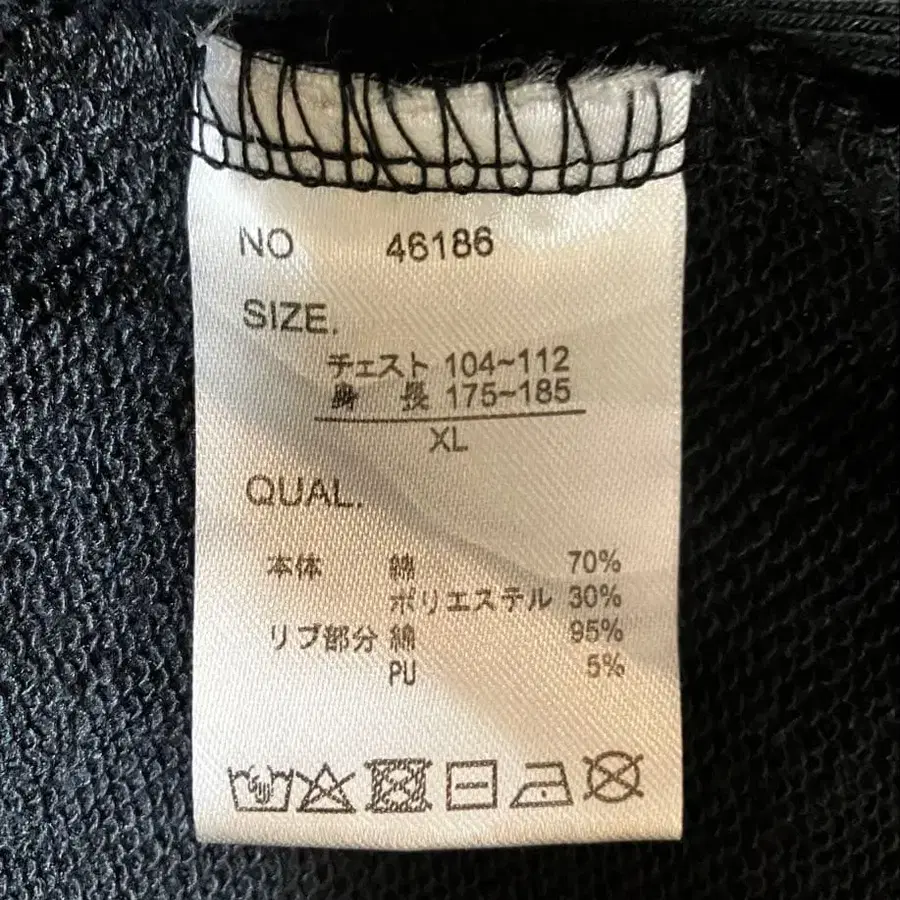 NO 46186
SIZE.
チェスト 104~112
身 長 175~185
XL
QUAL.
本体 綿 70%
ポリエステル 30%
リブ部分 綿 95%
PU 5%